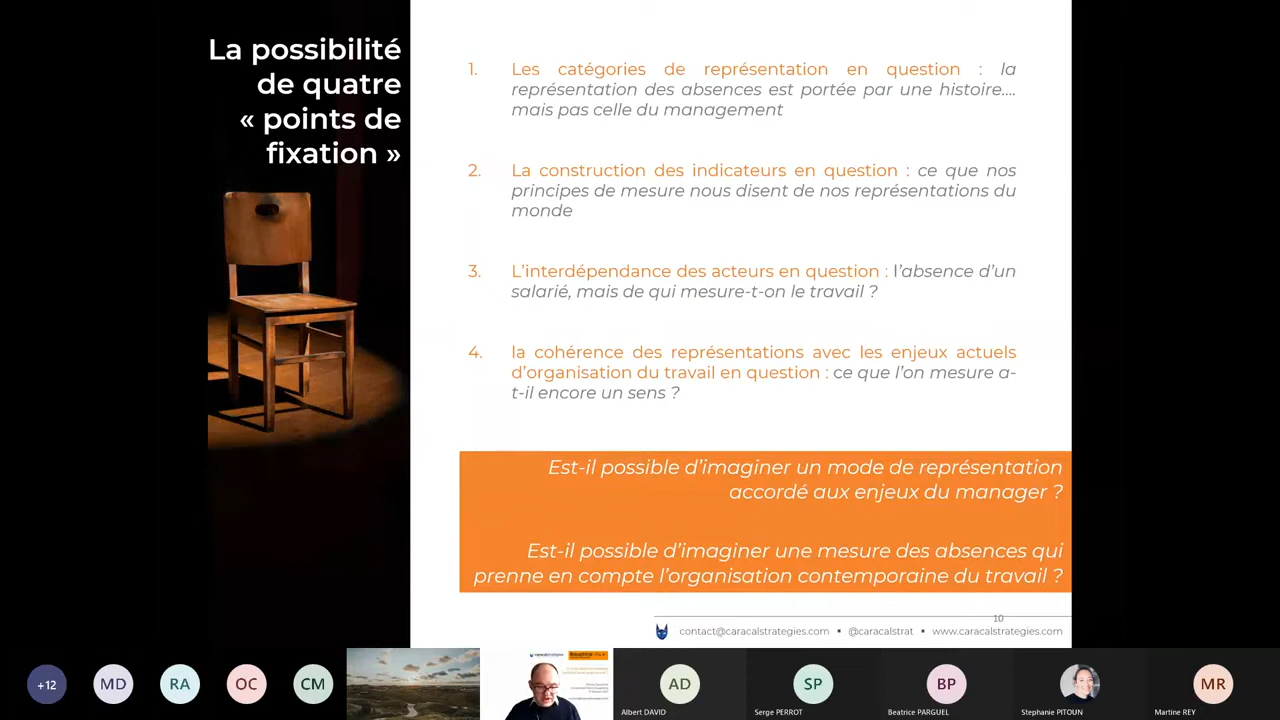 La possibilité
de quatre
« points de
fixation »
1. Les catégories de représentation en question : la
représentation des absences est portée par une histoire....
mais pas celle du management
2. La construction des indicateurs en question : ce que nos
principes de mesure nous disent de nos représentations du
monde
3. L’interdépendance des acteurs en question : l’absence d’un
salarié, mais de qui mesure-t-on le travail ?
4. la cohérence des représentations avec les enjeux actuels
d’organisation du travail en question : ce que l’on mesure a-
t-il encore un sens ?
Est-il possible d’imaginer un mode de représentation
accordé aux enjeux du manager ?
Est-il possible d’imaginer une mesure des absences qui
prenne en compte l’organisation contemporaine du travail ?
10
contact@caracalstrategies.com ▪ @caracalstrat ▪ www.caracalstrategies.com
+12
MD
RA
OC
CM
AD
Albert DAVID
SP
Serge PERROT
BP
Beatrice PARGUEL
Stephanie PITOUN
MR
Martine REY